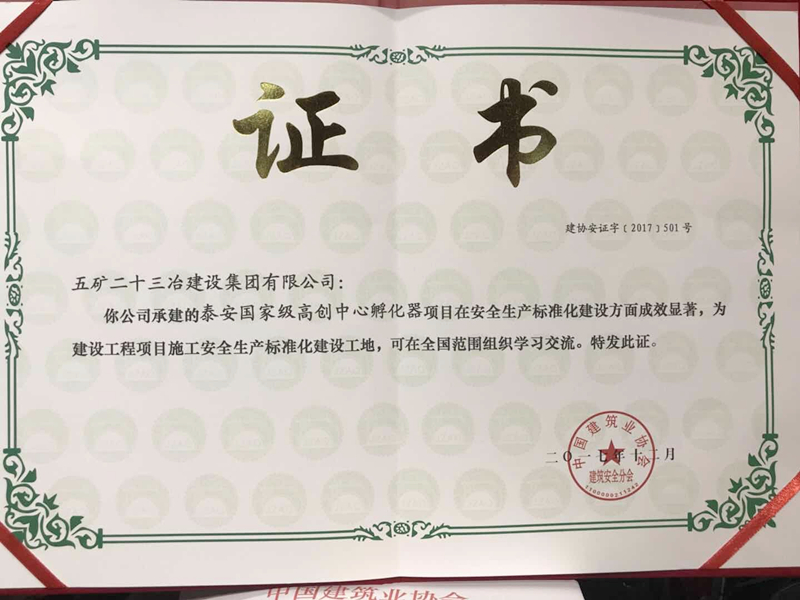 证书
建协安证字〔2017〕501号
五矿二十三冶建设集团有限公司：
你公司承建的泰安国家级高创中心孵化器项目在安全生产标准化建设方面成效显著，为
建设工程项目施工安全生产标准化建设工地，可在全国范围组织学习交流。特发此证。
中国建筑业协会
二〇一七年十二月
建筑安全分会
中国建筑业协会